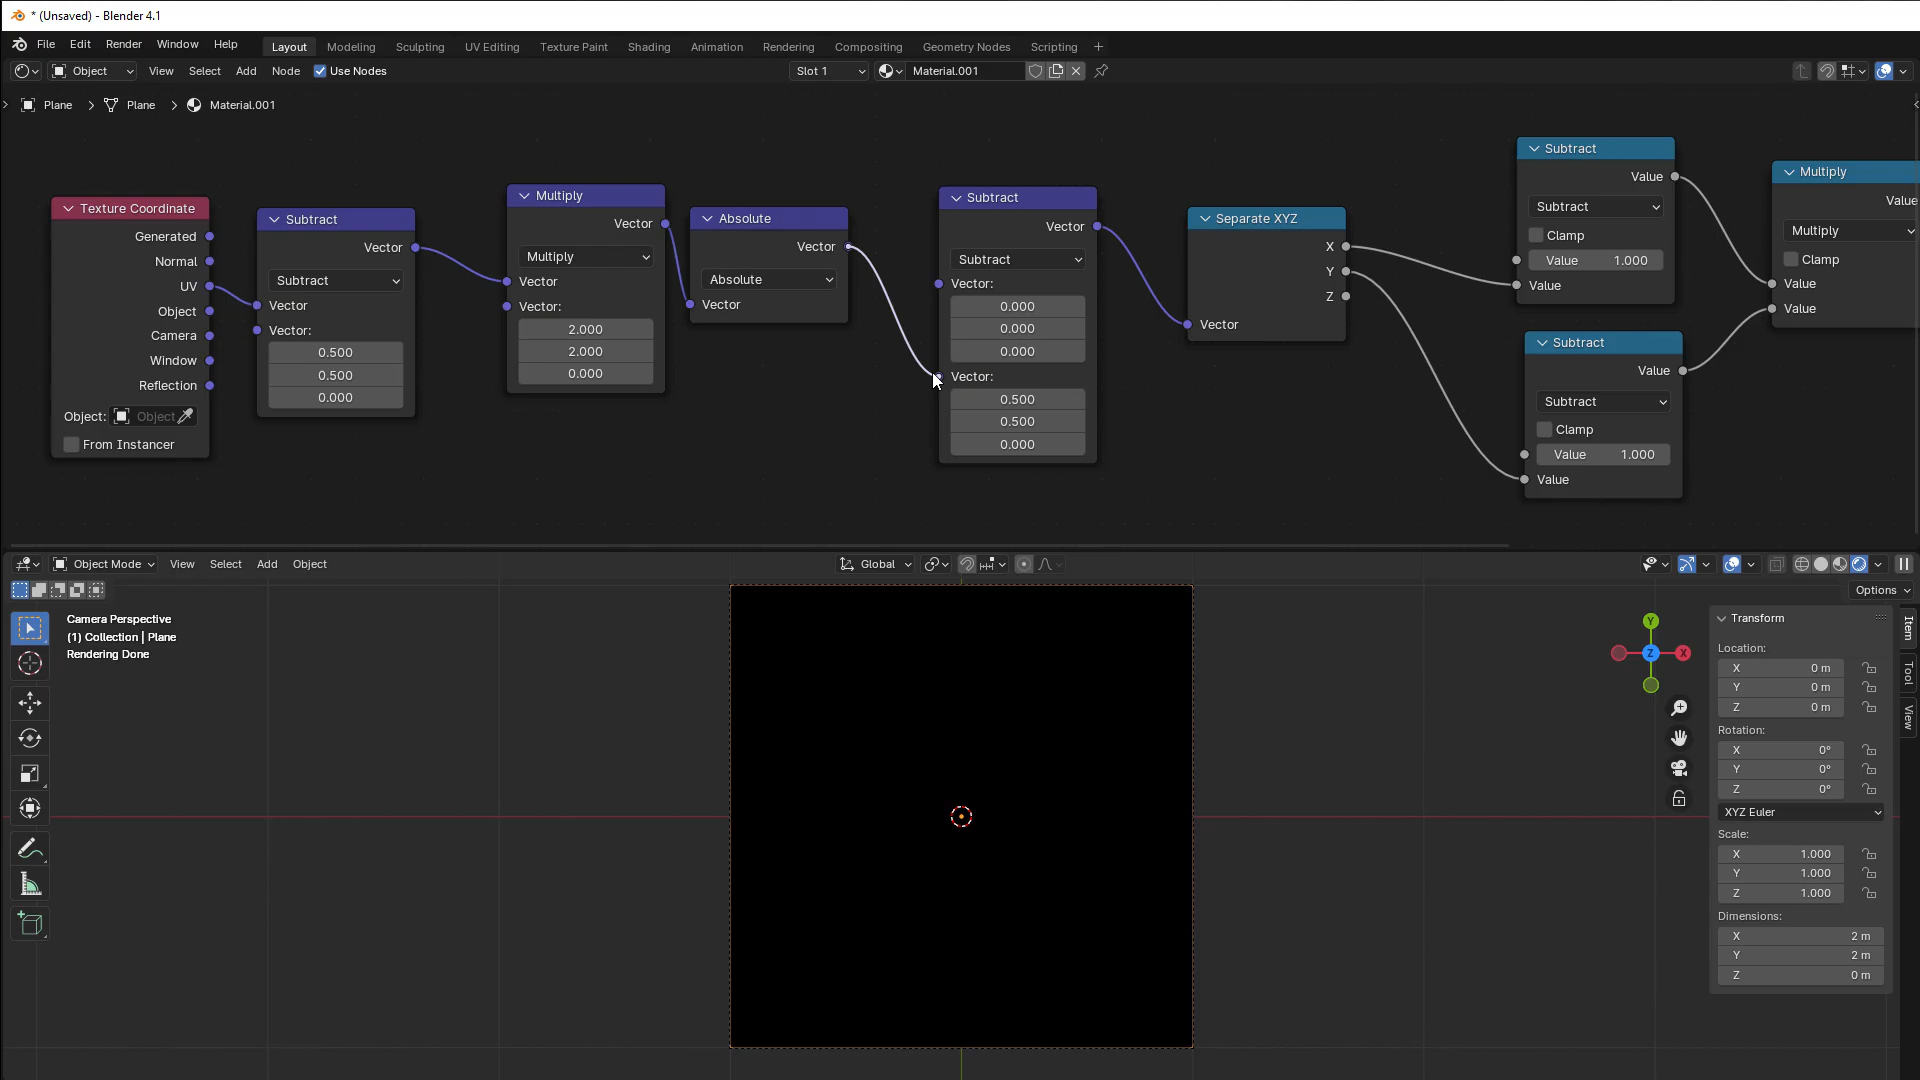 * (Unsaved) - Blender 4.1
File Edit Render Window Help Layout Modeling Sculpting UV Editing Texture Paint Shading Animation Rendering Compositing Geometry Nodes Scripting +
Object View Select Add Node Use Nodes Slot 1 Material.001
Plane > Plane > Material.001
Texture Coordinate
Generated
Normal
UV
Object
Camera
Window
Reflection
Object: Object
From Instancer
Subtract
Vector
Subtract
Vector
Vector:
0.500
0.500
0.000
Multiply
Vector
Multiply
Vector
Vector:
2.000
2.000
0.000
Absolute
Vector
Absolute
Vector
Subtract
Vector
Subtract
Vector:
0.000
0.000
0.000
Vector:
0.500
0.500
0.000
Separate XYZ
X
Y
Z
Vector
Subtract
Value
Subtract
Clamp
Value 1.000
Value
Subtract
Value
Subtract
Clamp
Value 1.000
Value
Multiply
Value
Multiply
Clamp
Value
Value
Object Mode View Select Add Object Global
Options
Camera Perspective
(1) Collection | Plane
Rendering Done
Y
Z X
Transform
Location:
X 0 m
Y 0 m
Z 0 m
Rotation:
X 0°
Y 0°
Z 0°
XYZ Euler
Scale:
X 1.000
Y 1.000
Z 1.000
Dimensions:
X 2 m
Y 2 m
Z 0 m
Item
Tool
View